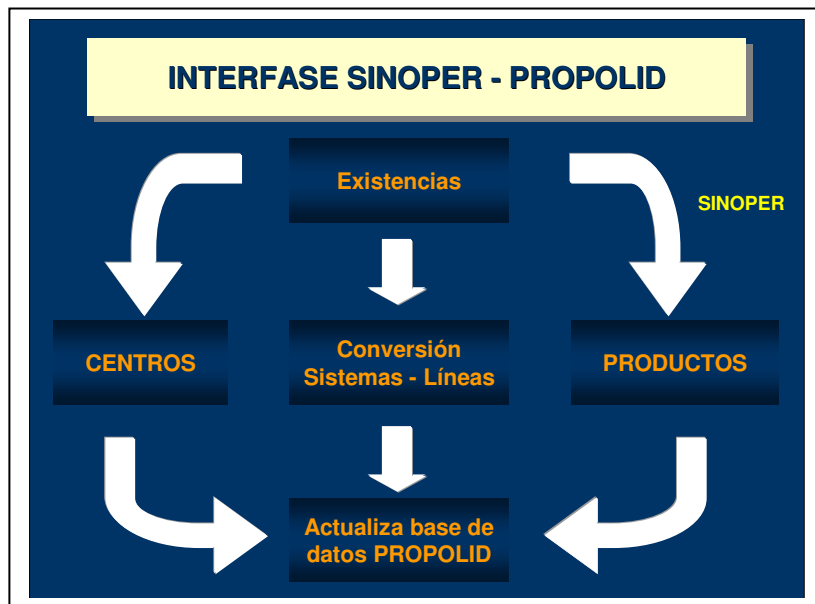 INTERFASE SINOPER - PROPOLID
Existencias
SINOPER
CENTROS
Conversión
Sistemas - Líneas
PRODUCTOS
Actualiza base de
datos PROPOLID